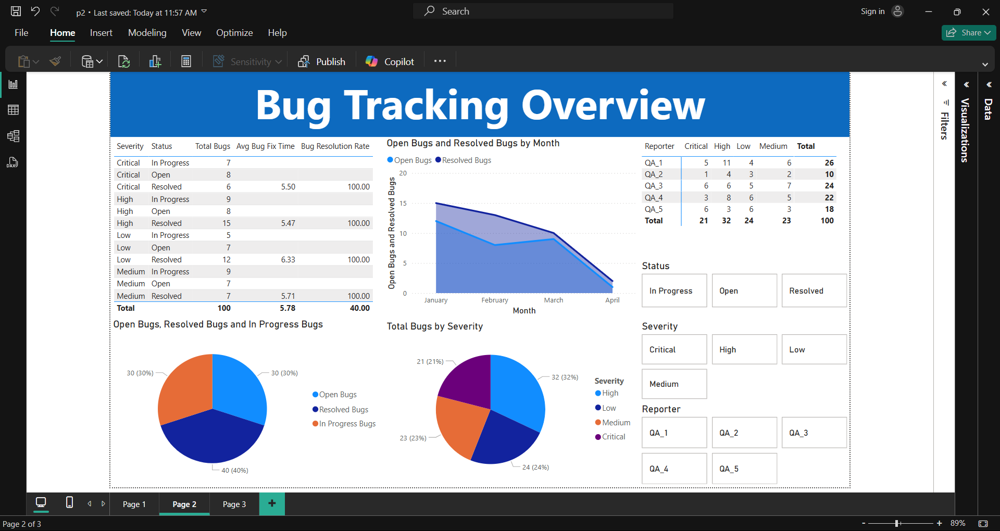 p2 • Last saved: Today at 11:57 AM
Search
Sign in
File Home Insert Modeling View Optimize Help
Share
Sensitivity
Publish
Copilot
Bug Tracking Overview
Severity Status Total Bugs Avg Bug Fix Time Bug Resolution Rate
Critical In Progress 7
Critical Open 8
Critical Resolved 6 5.50 100.00
High In Progress 9
High Open 8
High Resolved 15 5.47 100.00
Low In Progress 5
Low Open 7
Low Resolved 12 6.33 100.00
Medium In Progress 9
Medium Open 7
Medium Resolved 7 5.71 100.00
Total 100 5.78 40.00
Open Bugs and Resolved Bugs by Month
Open Bugs Resolved Bugs
Open Bugs and Resolved Bugs
20
15
10
5
0
January February March April
Month
Reporter Critical High Low Medium Total
QA_1 5 11 4 6 26
QA_2 1 4 3 2 10
QA_3 6 6 5 7 24
QA_4 3 8 6 5 22
QA_5 6 3 6 3 18
Total 21 32 24 23 100
Status
In Progress Open Resolved
Severity
Critical High Low
Medium
Reporter
QA_1 QA_2 QA_3
QA_4 QA_5
Open Bugs, Resolved Bugs and In Progress Bugs
30 (30%)
30 (30%)
40 (40%)
Open Bugs
Resolved Bugs
In Progress Bugs
Total Bugs by Severity
21 (21%)
32 (32%)
23 (23%)
24 (24%)
Severity
High
Low
Medium
Critical
Filters
Visualizations
Data
DAX
Page 1 Page 2 Page 3
+
Page 2 of 3
- + 89%